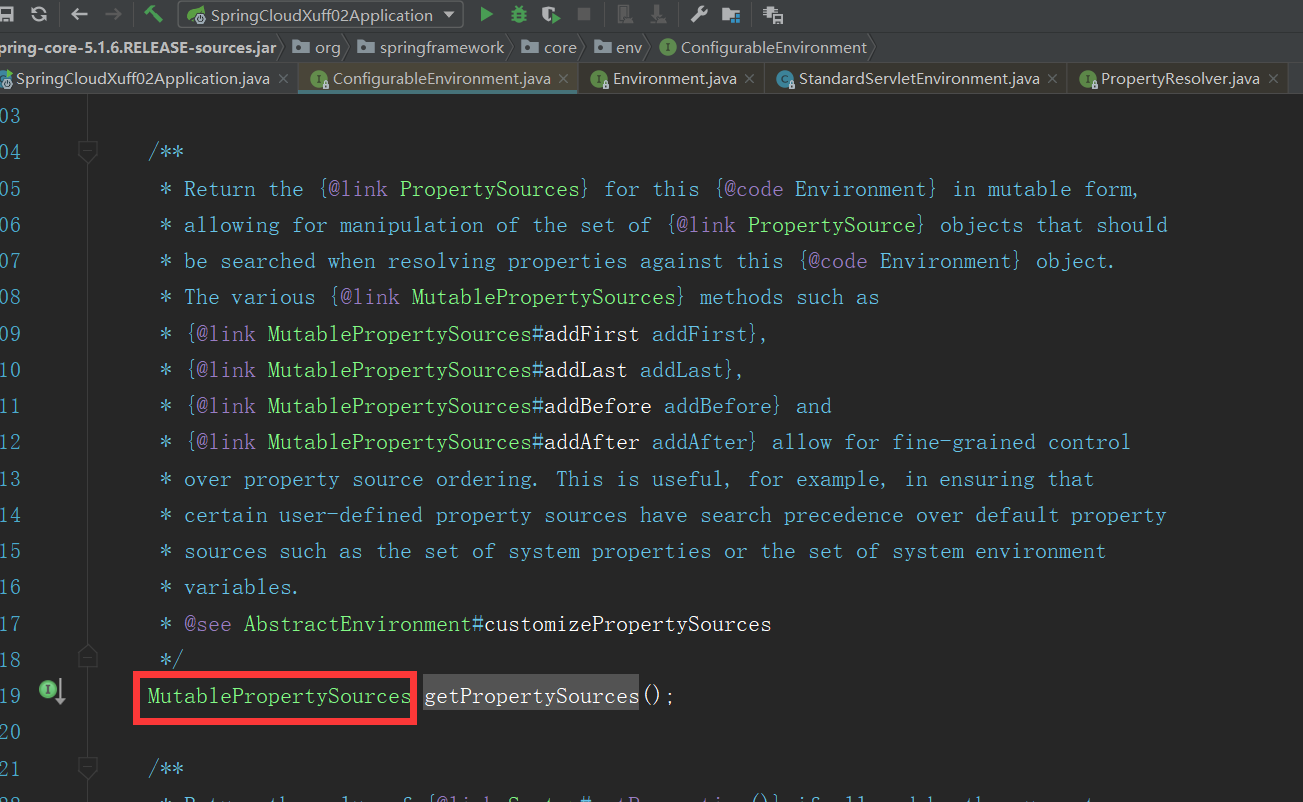 SpringCloudXuff02Application
pring-core-5.1.6.RELEASE-sources.jar org springframework core env ConfigurableEnvironment
SpringCloudXuff02Application.java ConfigurableEnvironment.java Environment.java StandardServletEnvironment.java PropertyResolver.java
03
04 /**
05 * Return the {@link PropertySources} for this {@code Environment} in mutable form,
06 * allowing for manipulation of the set of {@link PropertySource} objects that should
07 * be searched when resolving properties against this {@code Environment} object.
08 * The various {@link MutablePropertySources} methods such as
09 * {@link MutablePropertySources#addFirst addFirst},
10 * {@link MutablePropertySources#addLast addLast},
11 * {@link MutablePropertySources#addBefore addBefore} and
12 * {@link MutablePropertySources#addAfter addAfter} allow for fine-grained control
13 * over property source ordering. This is useful, for example, in ensuring that
14 * certain user-defined property sources have search precedence over default property
15 * sources such as the set of system properties or the set of system environment
16 * variables.
17 * @see AbstractEnvironment#customizePropertySources
18 */
19 MutablePropertySources getPropertySources();
20
21 /**